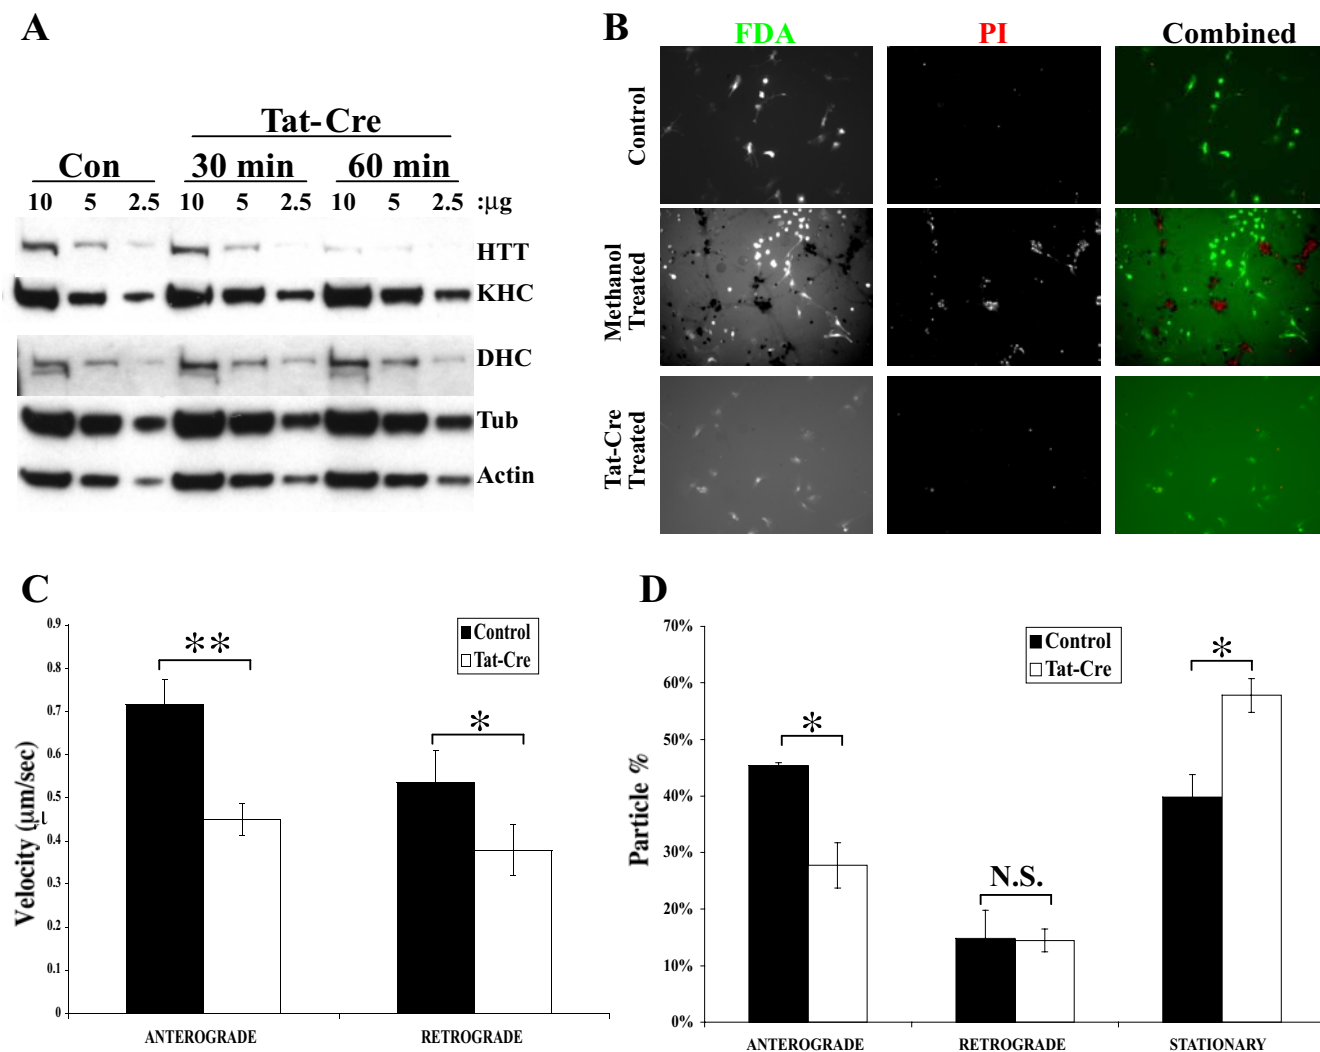 A
Tat-Cre
Con 30 min 60 min
10 5 2.5 10 5 2.5 10 5 2.5 :µg
HTT
KHC
DHC
Tub
Actin
B
FDA PI Combined
Control
Methanol
Treated
Tat-Cre
Treated
C
Velocity (µm/sec)
µ
0.9
0.8
0.7
0.6
0.5
0.4
0.3
0.2
0.1
0
**
*
Control
Tat-Cre
ANTEROGRADE RETROGRADE
D
Particle %
70%
60%
50%
40%
30%
20%
10%
0%
*
N.S.
*
Control
Tat-Cre
ANTEROGRADE RETROGRADE STATIONARY